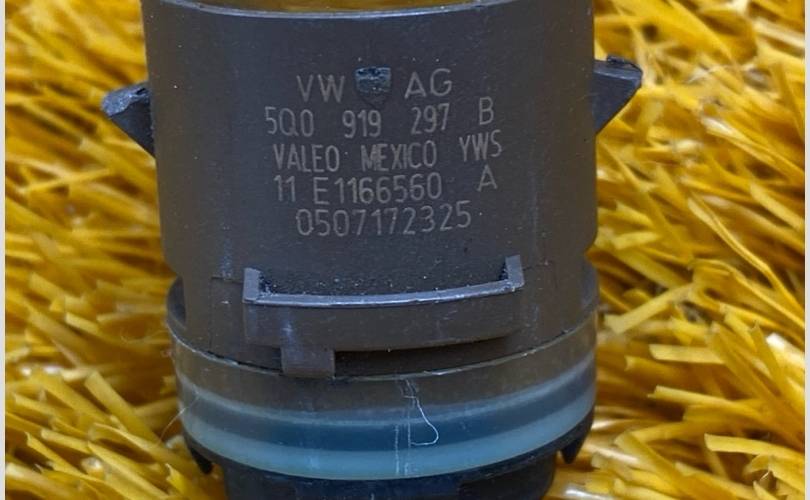 VW AG
5Q0 919 297 B
VALEO MEXICO YWS
11 E1166560 A
0507172325